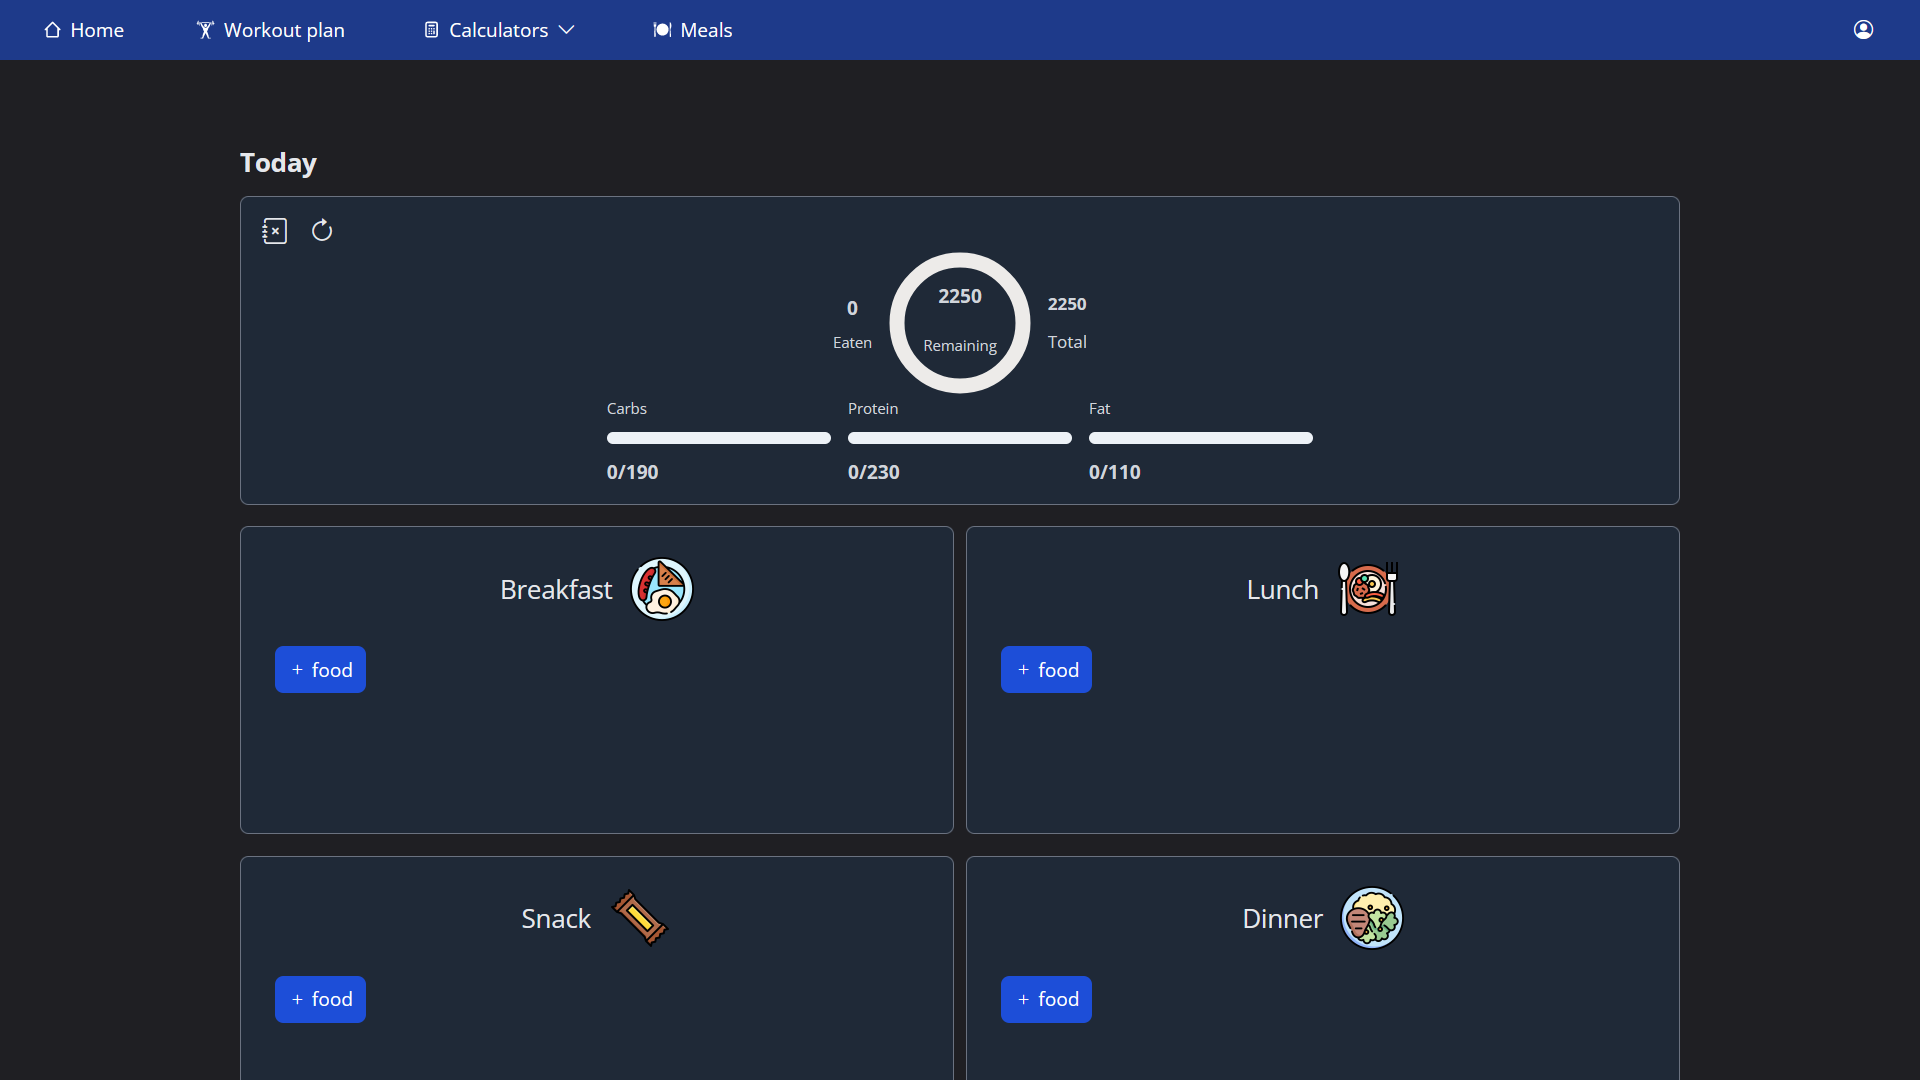 Home Workout plan Calculators Meals
Today
2250
0
2250
Eaten
Remaining
Total
Carbs Protein Fat
0/190 0/230 0/110
Breakfast Lunch
+ food + food
Snack Dinner
+ food + food